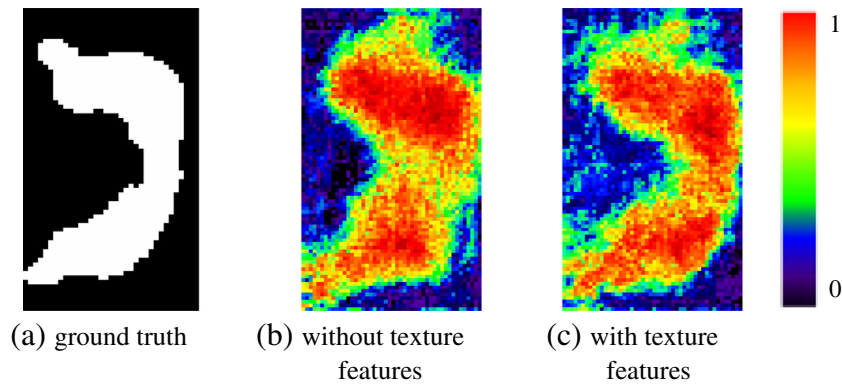 1
0
(a) ground truth
(b) without texture
features
(c) with texture
features